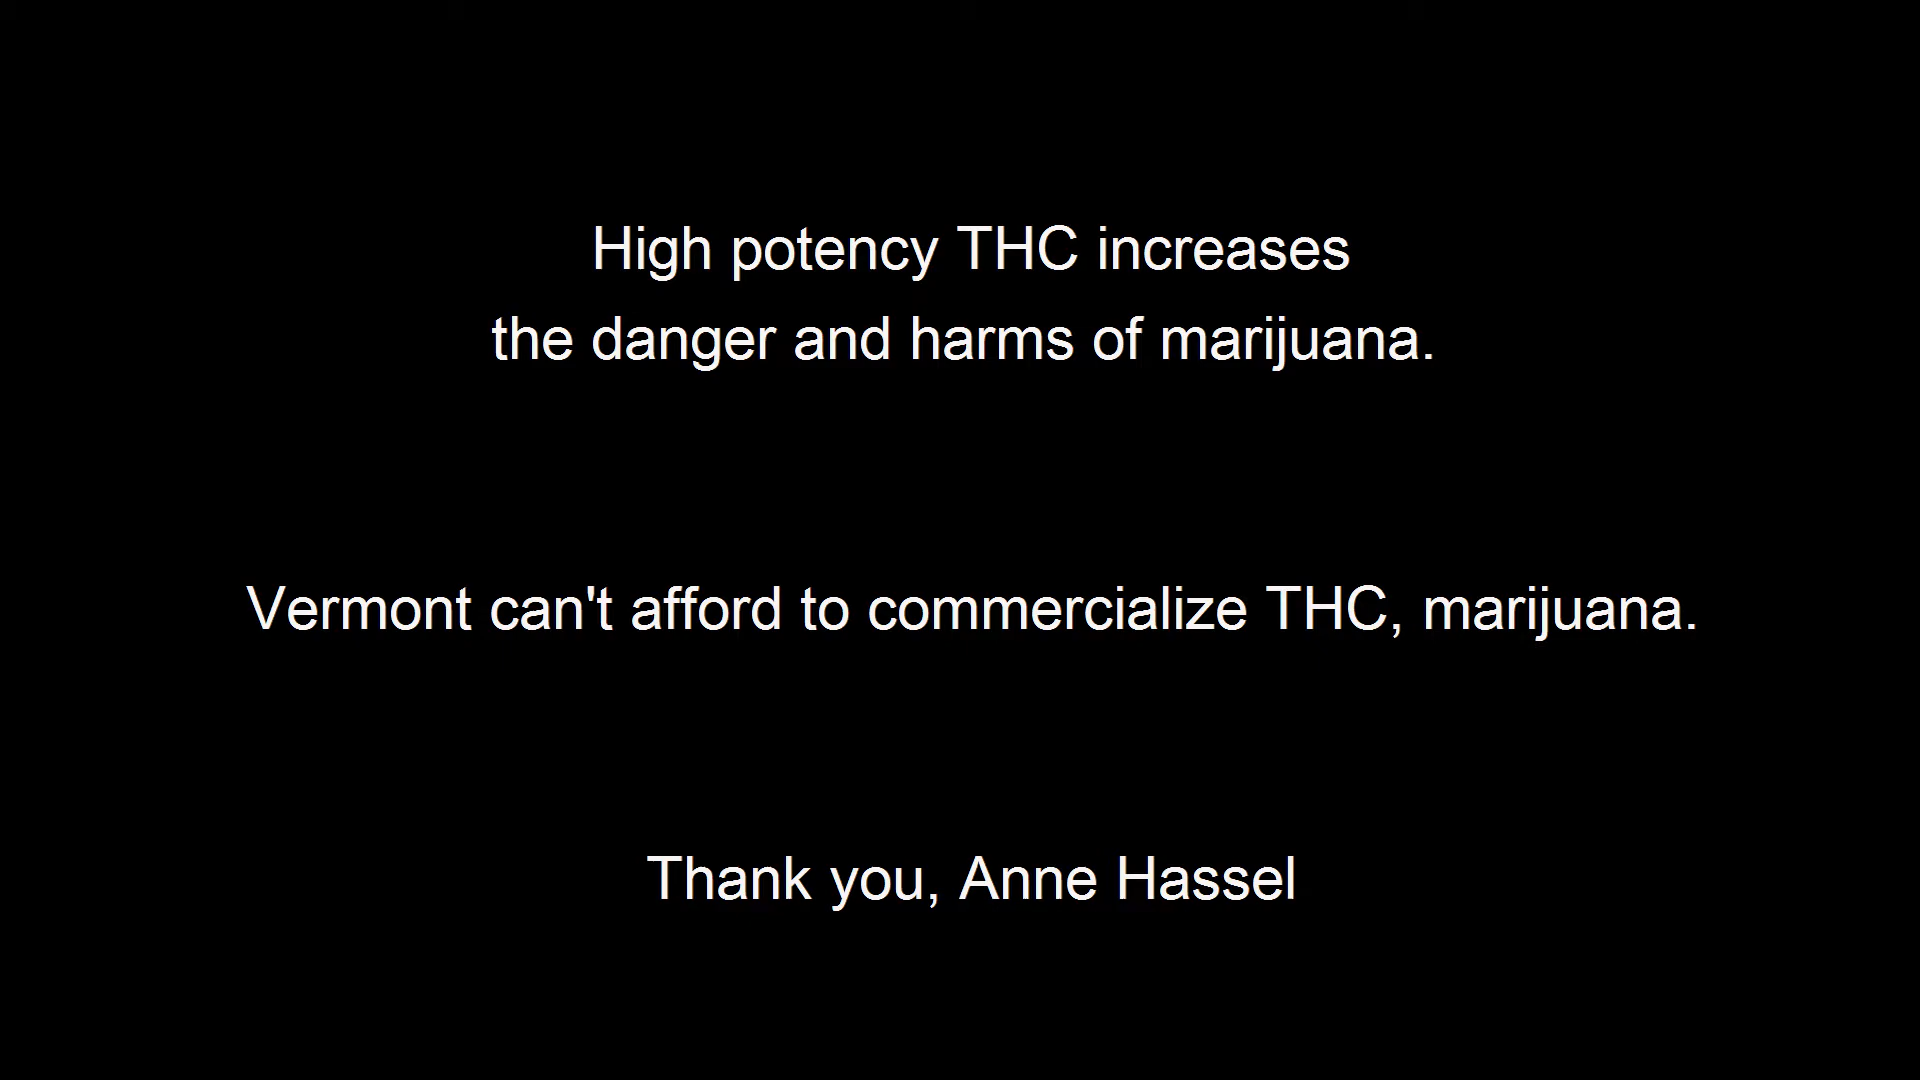 High potency THC increases
the danger and harms of marijuana.
Vermont can't afford to commercialize THC, marijuana.
Thank you, Anne Hassel